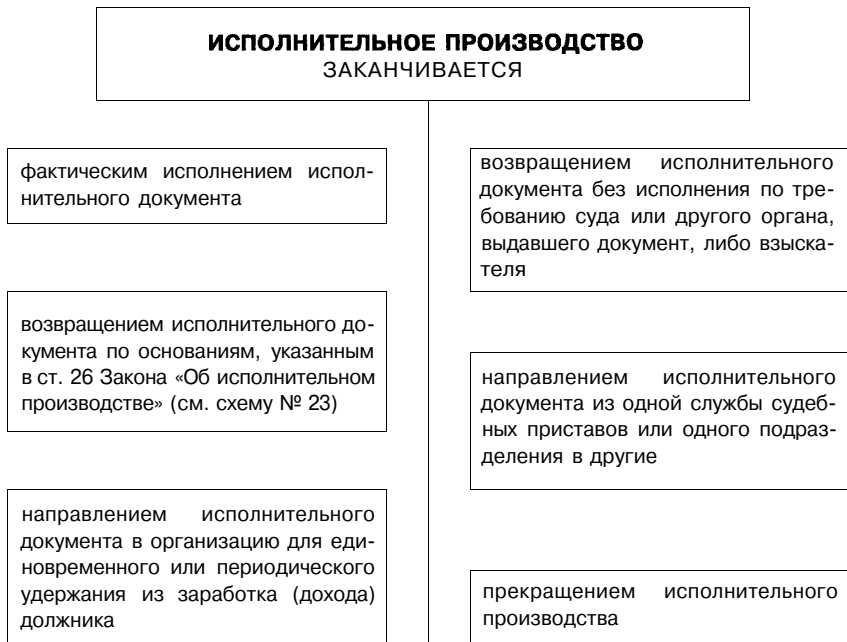 ИСПОЛНИТЕЛЬНОЕ ПРОИЗВОДСТВО
ЗАКАНЧИВАЕТСЯ
фактическим исполнением испол-
нительного документа
возвращением исполнительного
документа без исполнения по тре-
бованию суда или другого органа,
выдавшего документ, либо взыска-
теля
возвращением исполнительного до-
кумента по основаниям, указанным
в ст. 26 Закона «Об исполнительном
производстве» (см. схему № 23)
направлением исполнительного
документа из одной службы судеб-
ных приставов или одного подраз-
деления в другие
направлением исполнительного
документа в организацию для еди-
новременного или периодического
удержания из заработка (дохода)
должника
прекращением исполнительного
производства